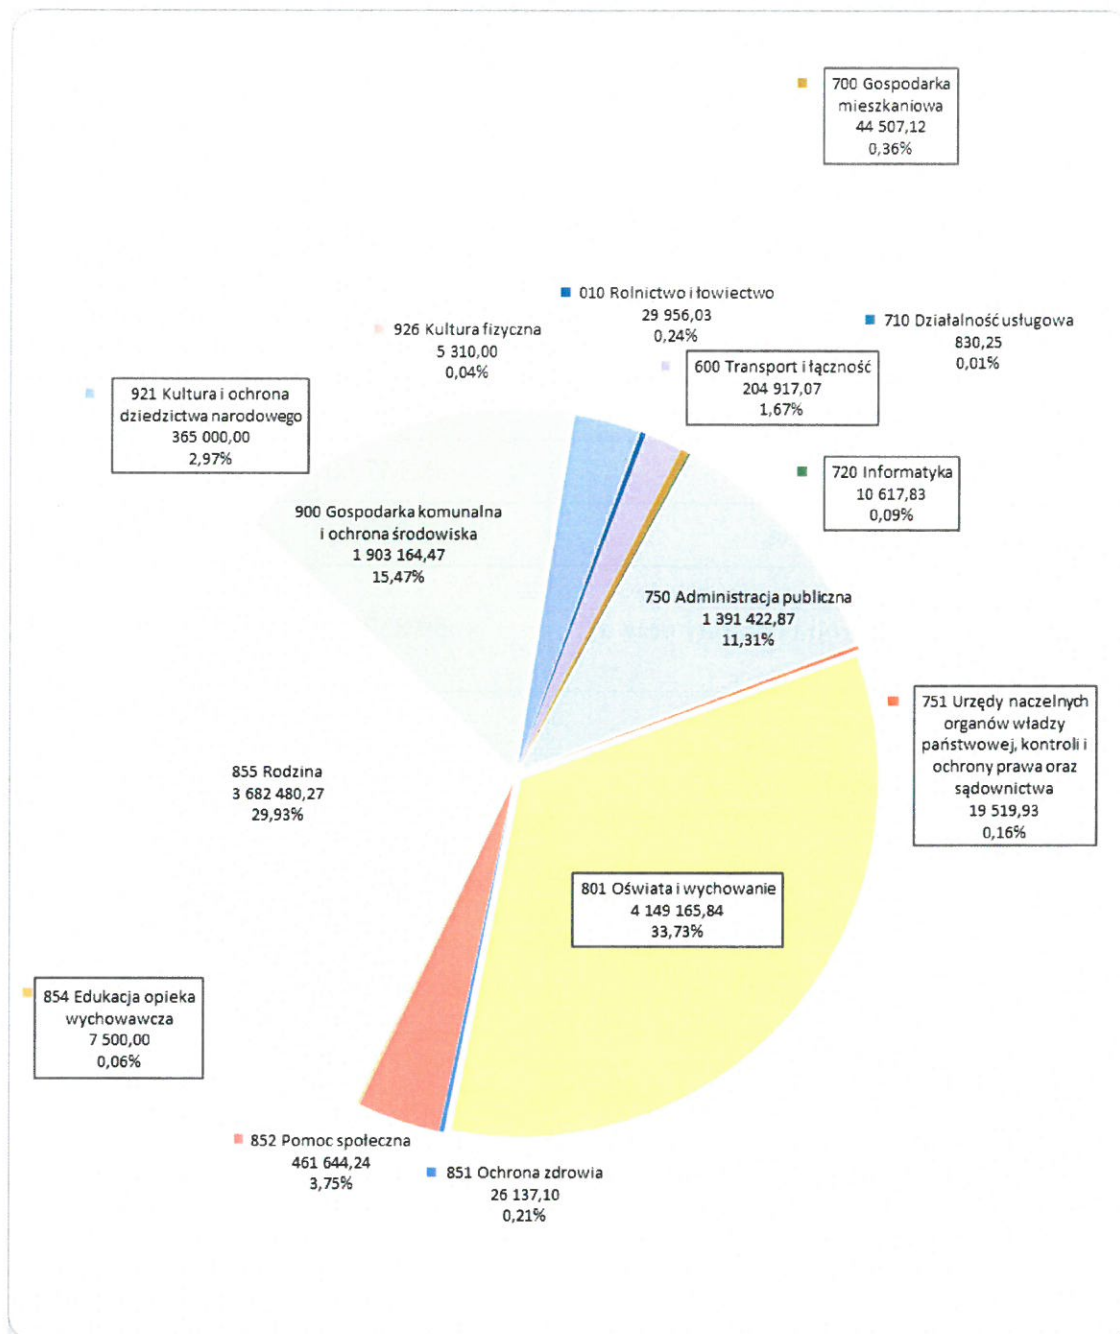 700 Gospodarka
mieszkaniowa
44 507,12
0,36%
010 Rolnictwo i łowiectwo
29 956,03
0,24%
710 Działalność usługowa
830,25
0,01%
926 Kultura fizyczna
5 310,00
0,04%
600 Transport i łączność
204 917,07
1,67%
921 Kultura i ochrona
dziedzictwa narodowego
365 000,00
2,97%
720 Informatyka
10 617,83
0,09%
900 Gospodarka komunalna
i ochrona środowiska
1 903 164,47
15,47%
750 Administracja publiczna
1 391 422,87
11,31%
751 Urzędy naczelnych
organów władzy
państwowej, kontroli i
ochrony prawa oraz
sądownictwa
19 519,93
0,16%
855 Rodzina
3 682 480,27
29,93%
801 Oświata i wychowanie
4 149 165,84
33,73%
854 Edukacja opieka
wychowawcza
7 500,00
0,06%
852 Pomoc społeczna
461 644,24
3,75%
851 Ochrona zdrowia
26 137,10
0,21%